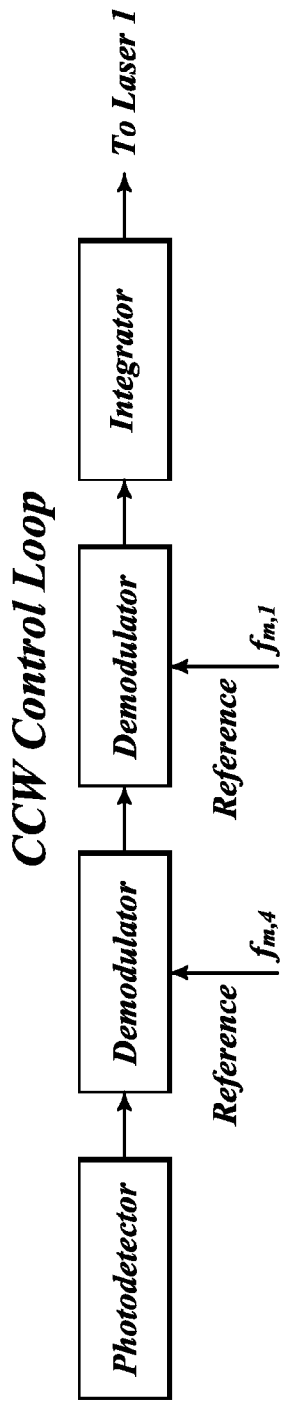 CCW Control Loop
Photodetector
Demodulator
Demodulator
Integrator
To Laser 1
Reference
fm,4
Reference
fm,1